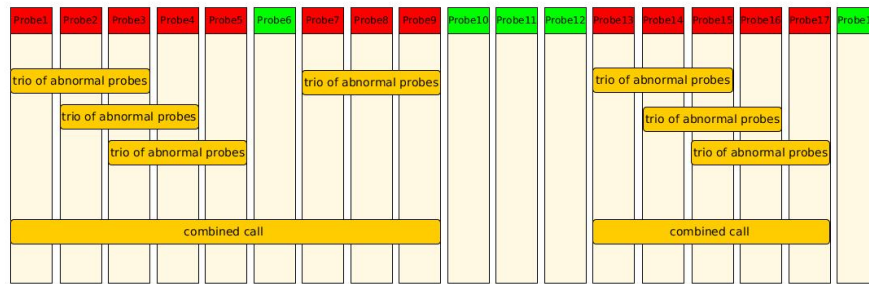 Probe1 Probe2 Probe3 Probe4 Probe5 Probe6 Probe7 Probe8 Probe9 Probe10 Probe11 Probe12 Probe13 Probe14 Probe15 Probe16 Probe17 Probe1
trio of abnormal probes trio of abnormal probes trio of abnormal probes
trio of abnormal probes trio of abnormal probes
trio of abnormal probes trio of abnormal probes
combined call combined call